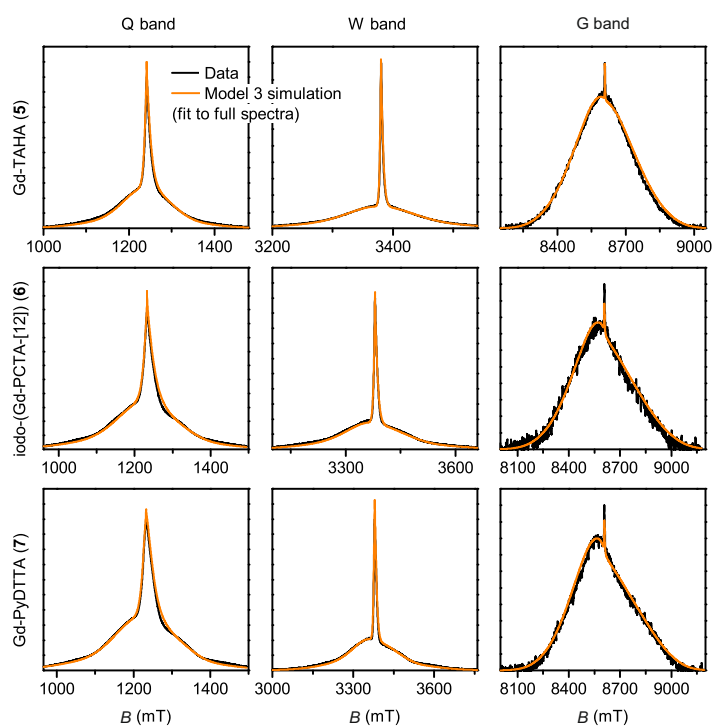 Q band
W band
G band
Data
Model 3 simulation
(fit to full spectra)
Gd-TAHA (5)
1000 1200 1400
3200 3400
8400 8700 9000
iodo-(Gd-PCTA-[12]) (6)
1000 1200 1400
3300 3600
8100 8400 8700 9000
Gd-PyDTTA (7)
1000 1200 1400
3000 3300 3600
8100 8400 8700 9000
B (mT)
B (mT)
B (mT)